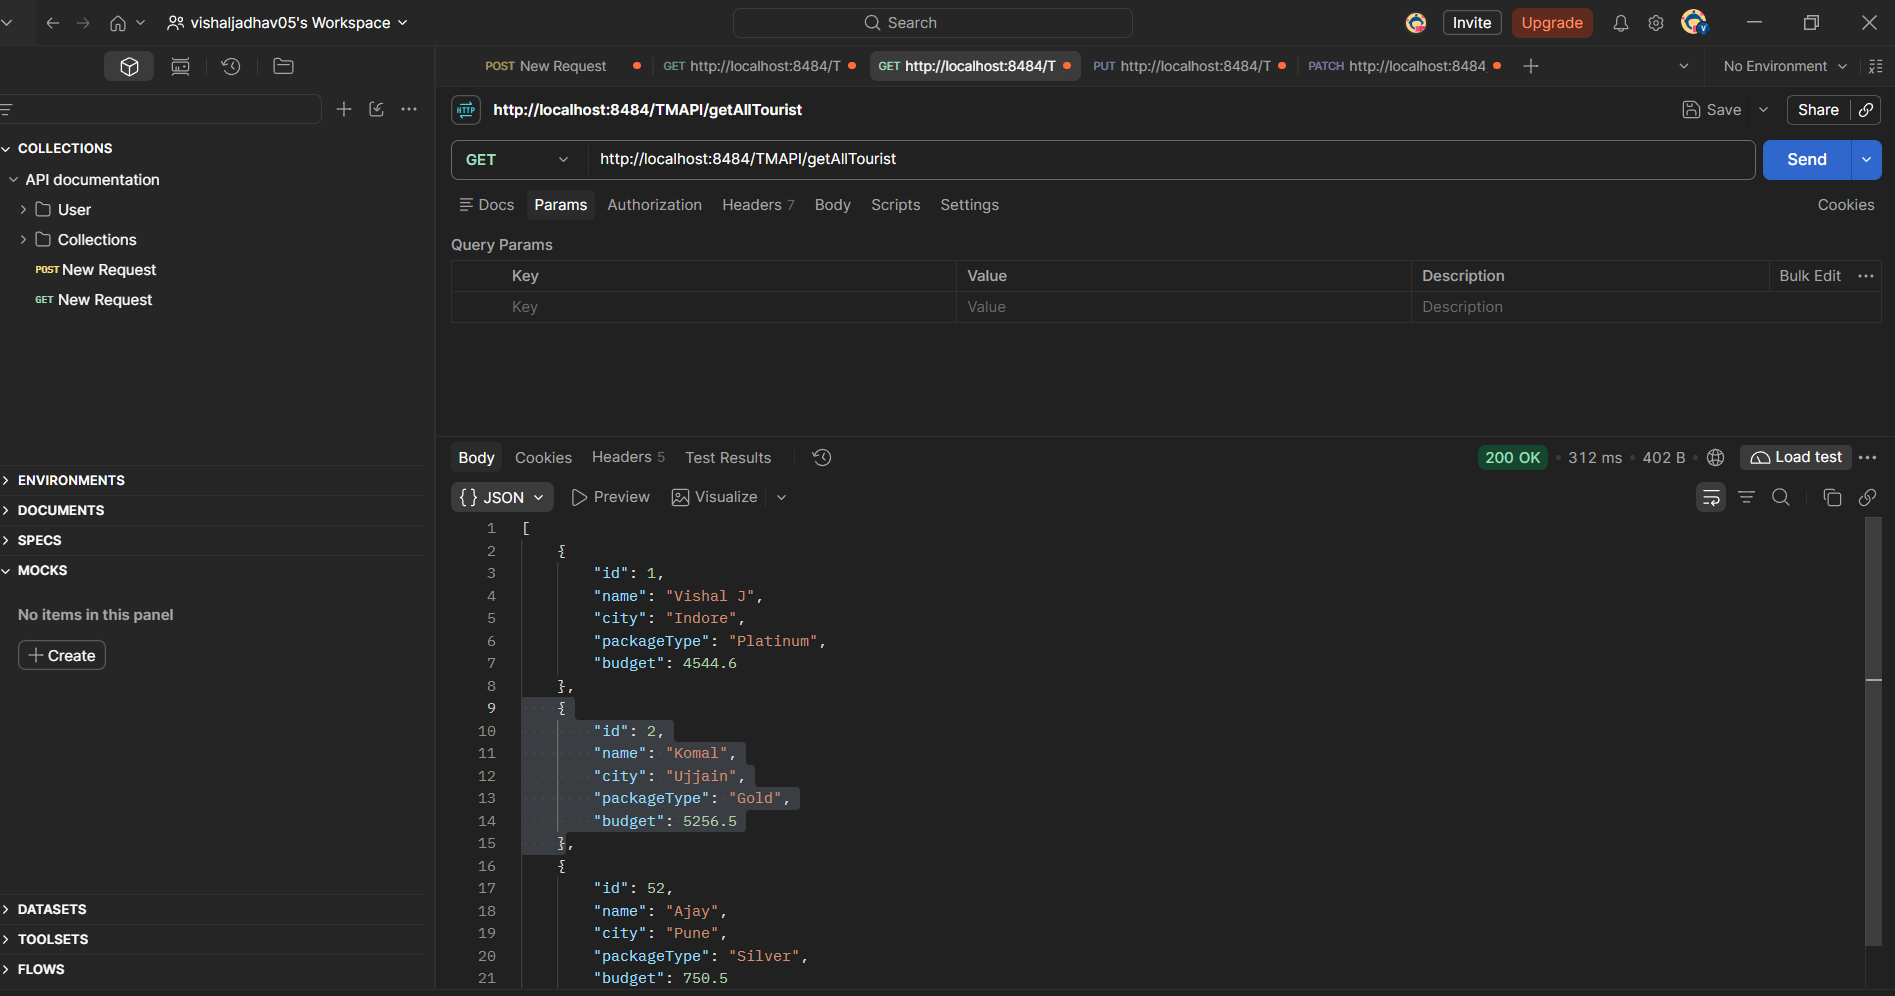 vishaljadhav05's Workspace
Search
Invite
Upgrade
V
POST New Request
GET http://localhost:8484/T
GET http://localhost:8484/T
PUT http://localhost:8484/T
PATCH http://localhost:8484
No Environment
HTTP
http://localhost:8484/TMAPI/getAllTourist
Save
Share
COLLECTIONS
API documentation
User
Collections
POST New Request
GET New Request
GET
http://localhost:8484/TMAPI/getAllTourist
Send
Docs
Params
Authorization
Headers 7
Body
Scripts
Settings
Cookies
Query Params
Key
Value
Description
Bulk Edit
Key
Value
Description
ENVIRONMENTS
DOCUMENTS
SPECS
MOCKS
No items in this panel
Create
DATASETS
TOOLSETS
FLOWS
Body
Cookies
Headers 5
Test Results
200 OK
312 ms
402 B
Load test
{} JSON
Preview
Visualize
1 [
2 {
3 "id": 1,
4 "name": "Vishal J",
5 "city": "Indore",
6 "packageType": "Platinum",
7 "budget": 4544.6
8 },
9 {
10 "id": 2,
11 "name": "Komal",
12 "city": "Ujjain",
13 "packageType": "Gold",
14 "budget": 5256.5
15 },
16 {
17 "id": 52,
18 "name": "Ajay",
19 "city": "Pune",
20 "packageType": "Silver",
21 "budget": 750.5